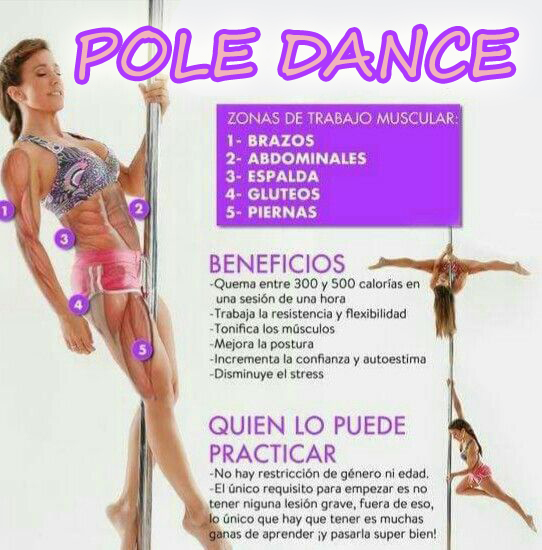 POLE DANCE
ZONAS DE TRABAJO MUSCULAR:
1- BRAZOS
2- ABDOMINALES
3- ESPALDA
4- GLUTEOS
5- PIERNAS
1
2
3
4
5
BENEFICIOS
-Quema entre 300 y 500 calorías en
una sesión de una hora
-Trabaja la resistencia y flexibilidad
-Tonifica los músculos
-Mejora la postura
-Incrementa la confianza y autoestima
-Disminuye el stress
QUIEN LO PUEDE
PRACTICAR
-No hay restricción de género ni edad.
-El único requisito para empezar es no
tener niguna lesión grave, fuera de eso,
lo único que hay que tener es muchas
ganas de aprender ¡y pasarla super bien!